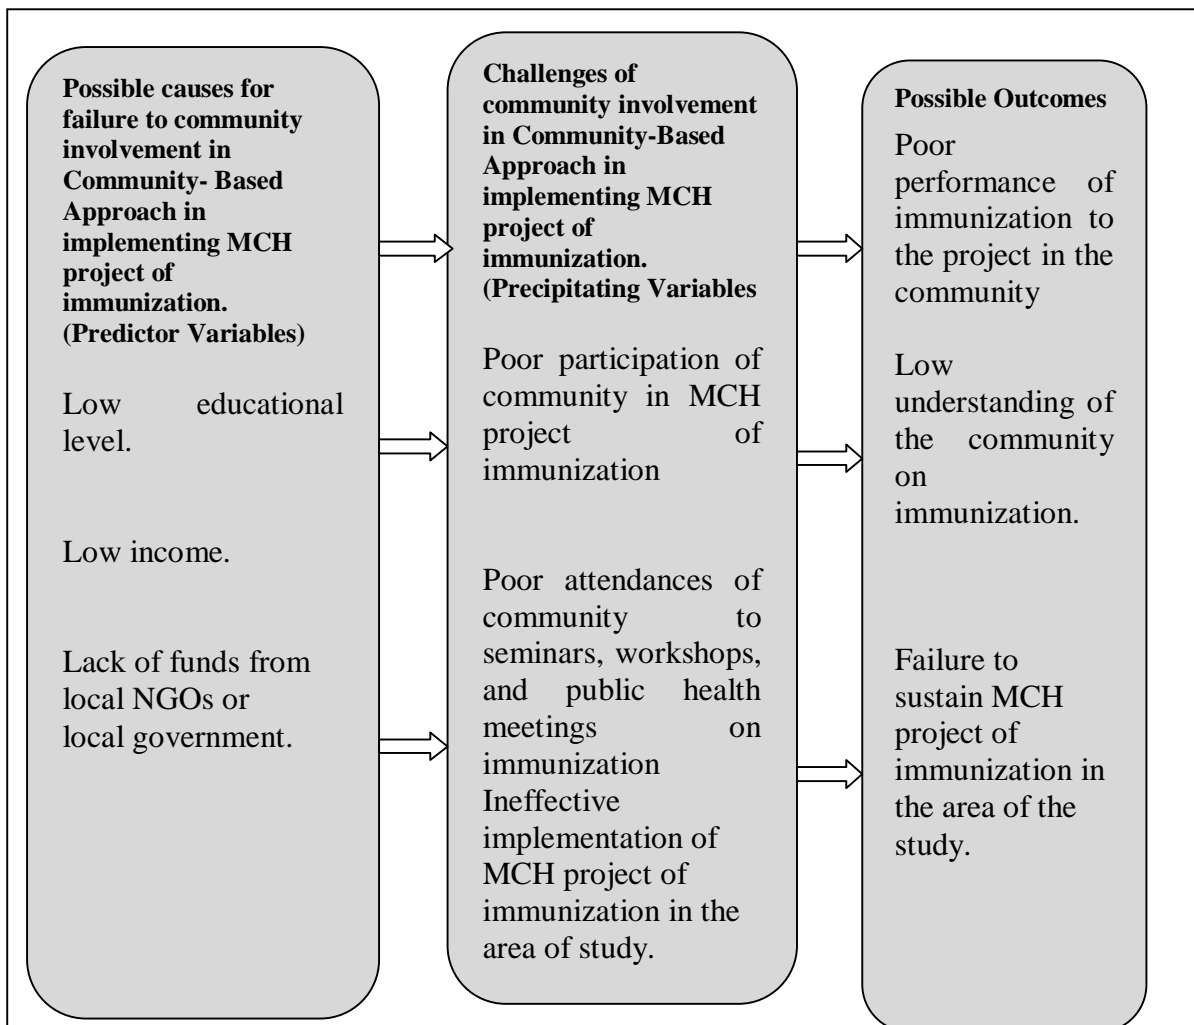 Possible causes for
failure to community
involvement in
Community- Based
Approach in
implementing MCH
project of
immunization.
(Predictor Variables)
Low educational
level.
Low income.
Lack of funds from
local NGOs or
local government.
Challenges of
community involvement
in Community-Based
Approach in
implementing MCH
project of
immunization.
(Precipitating Variables
Poor participation of
community in MCH
project of
immunization
Poor attendances of
community to
seminars, workshops,
and public health
meetings on
immunization
Ineffective
implementation of
MCH project of
immunization in the
area of study.
Possible Outcomes
Poor
performance of
immunization to
the project in the
community
Low
understanding of
the community
on
immunization.
Failure to
sustain MCH
project of
immunization in
the area of the
study.